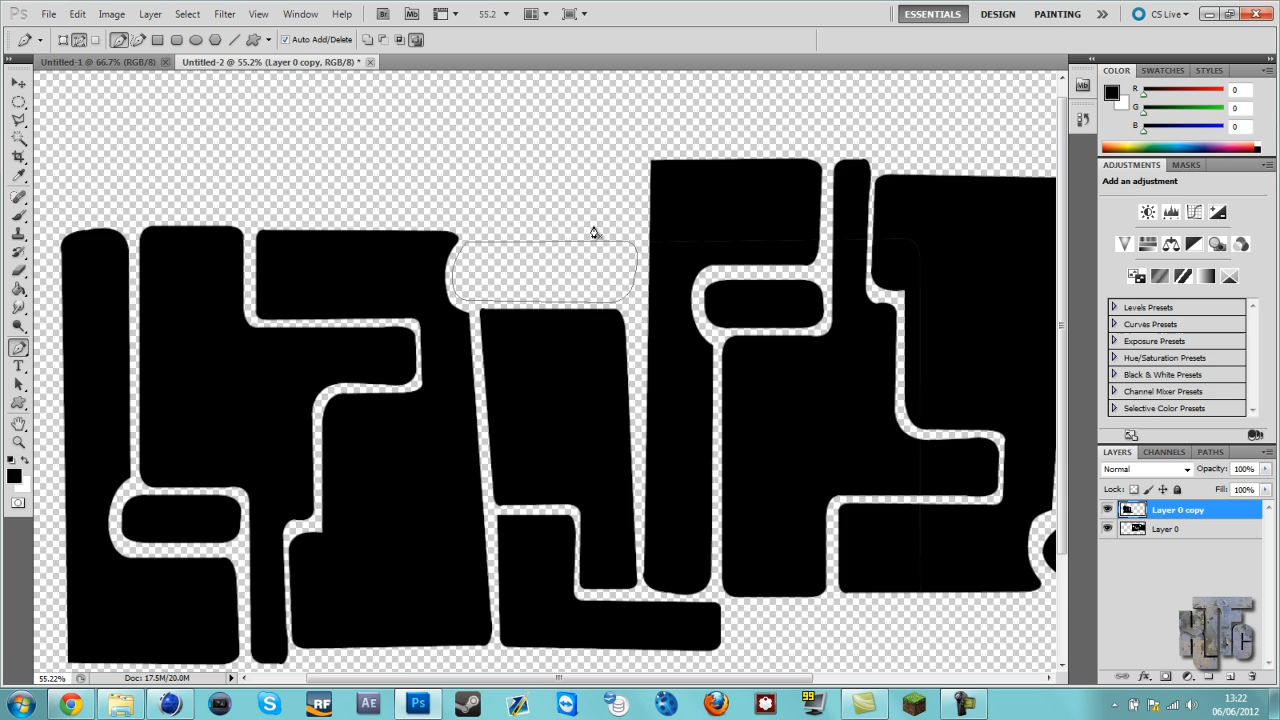 Ps File Edit Image Layer Select Filter View Window Help Br Mb 55.2 ESSENTIALS DESIGN PAINTING CS Live
Auto Add/Delete
Untitled-1 @ 66.7% (RGB/8) Untitled-2 @ 55.2% (Layer 0 copy, RGB/8) *
Mb
COLOR SWATCHES STYLES
R 0
G 0
B 0
ADJUSTMENTS MASKS
Add an adjustment
Levels Presets
Curves Presets
Exposure Presets
Hue/Saturation Presets
Black & White Presets
Channel Mixer Presets
Selective Color Presets
LAYERS CHANNELS PATHS
Normal Opacity: 100%
Lock: Fill: 100%
Layer 0 copy
Layer 0
T
55.22% Doc: 17.5M/20.0M
RF Ae Ps 99
13:22
06/06/2012